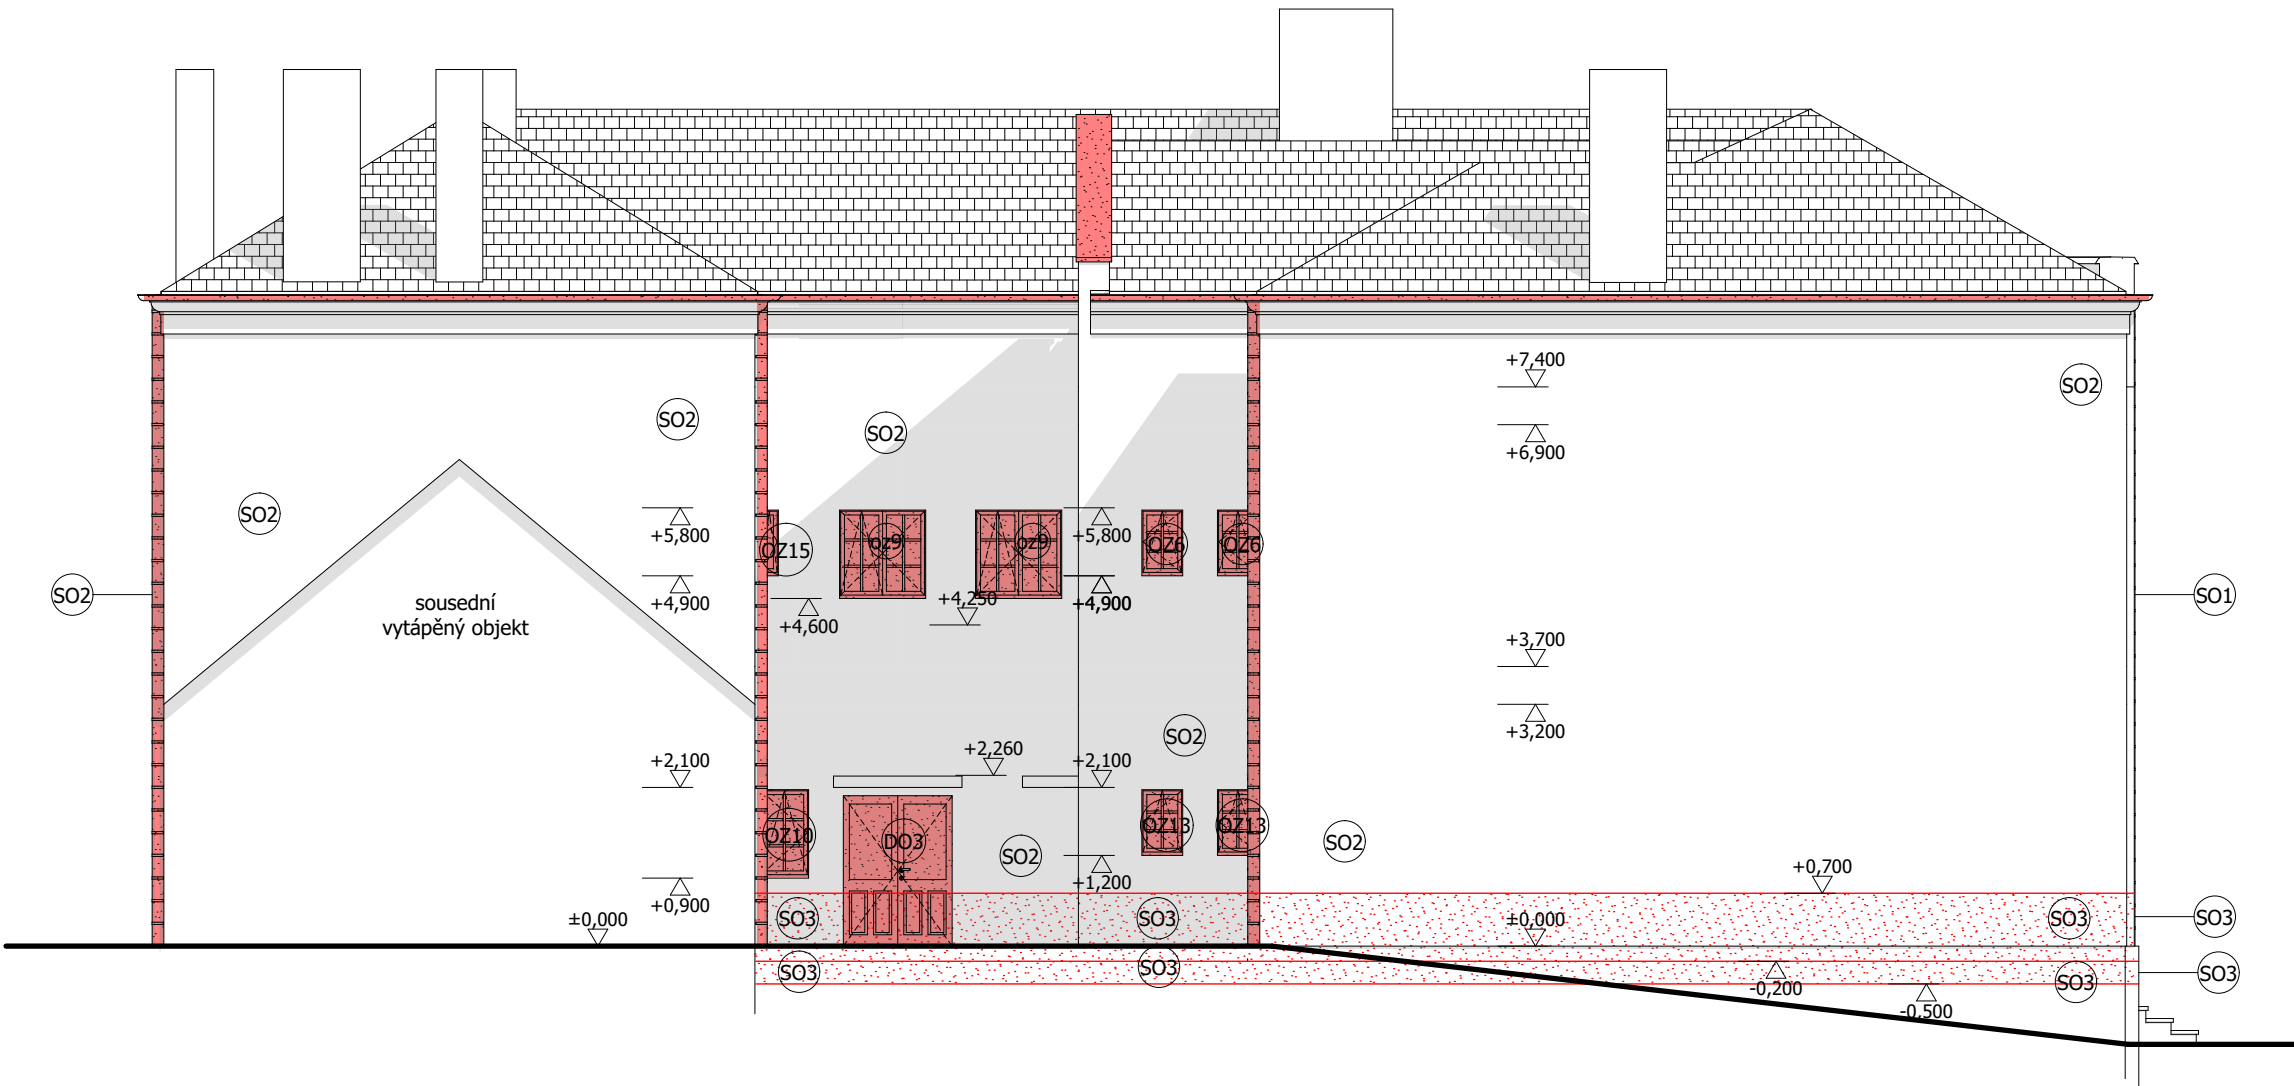 +7,400
SO2
SO2
SO2
+6,900
SO2
+5,800
+5,800
OZ15
oz9
oz9
OZ6
OZ6
SO2
+4,900
+4,900
SO1
sousední
vytápěný objekt
+4,600
+4,250
+3,700
+3,200
SO2
+2,260
+2,100
+2,100
OZ10
DO3
OZ13
OZ13
SO2
SO2
+1,200
+0,900
+0,700
±0,000
SO3
SO3
±0,000
SO3
SO3
SO3
SO3
-0,200
SO3
SO3
-0,500